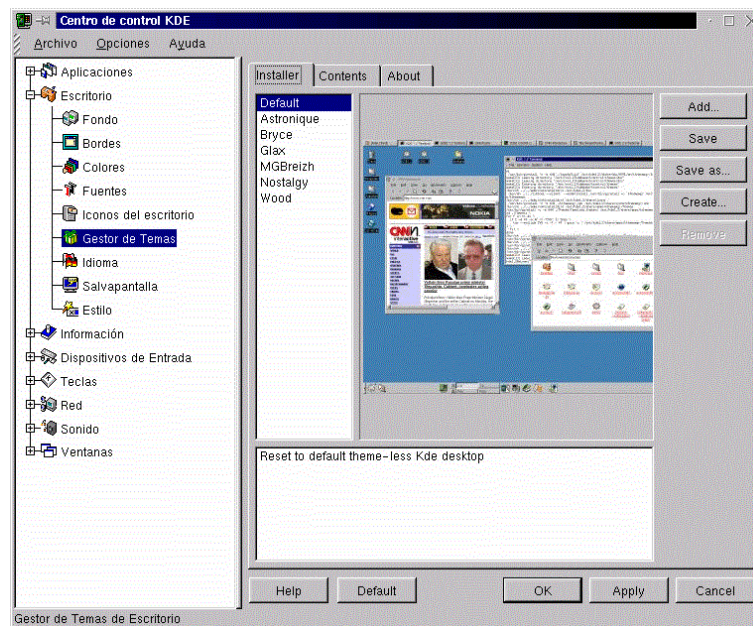 Centro de control KDE
Archivo Opciones Ayuda
Aplicaciones
Escritorio
Fondo
Bordes
Colores
Fuentes
Iconos del escritorio
Gestor de Temas
Idioma
Salvapantalla
Estilo
Información
Dispositivos de Entrada
Teclas
Red
Sonido
Ventanas
Installer Contents About
Default
Astronique
Bryce
Glax
MGBreizh
Nostalgy
Wood
CNN
interactive
NOKIA
Add...
Save
Save as...
Create...
Remove
Reset to default theme-less Kde desktop
Help Default OK Apply Cancel
Gestor de Temas de Escritorio